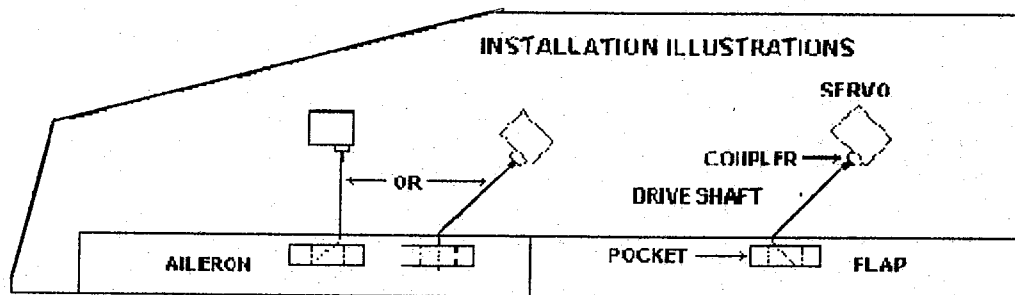 INSTALLATION ILLUSTRATIONS
SERVO
COUPLER
OR
DRIVE SHAFT
AILERON
POCKET
FLAP